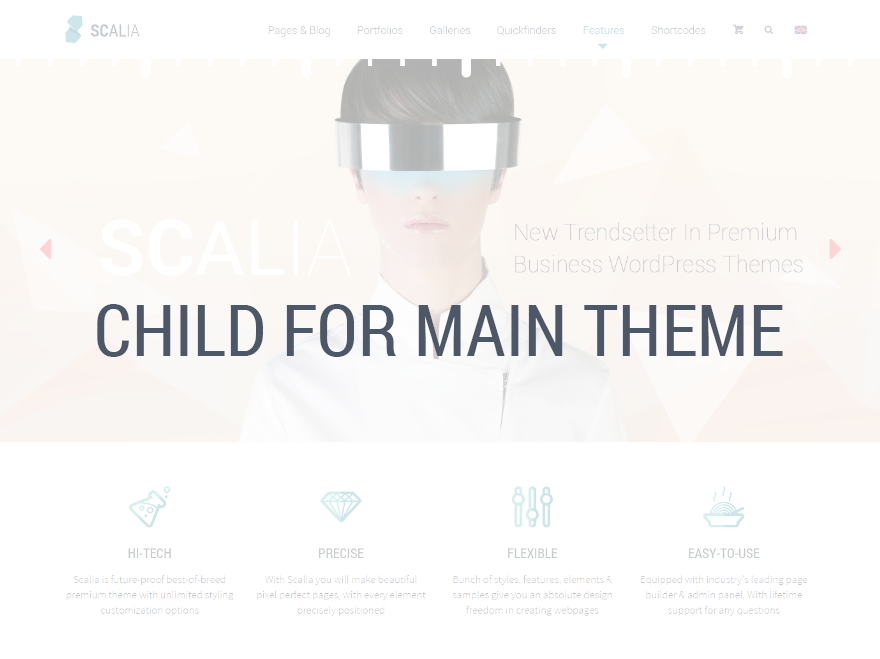 SCALIA
Pages & Blog Portfolios Galleries Quickfinders Features Shortcodes
SCALIA
New Trendsetter In Premium
Business WordPress Themes
CHILD FOR MAIN THEME
HI-TECH
Scalia is future-proof best-of-breed
premium theme with unlimited styling
customization options
PRECISE
With Scalia you will make beautiful
pixel perfect pages, with every element
precisely positioned
FLEXIBLE
Bunch of styles, features, elements &
samples give you an absolute design
freedom in creating webpages
EASY-TO-USE
Equipped with industry's leading page
builder & admin panel. With lifetime
support for any questions